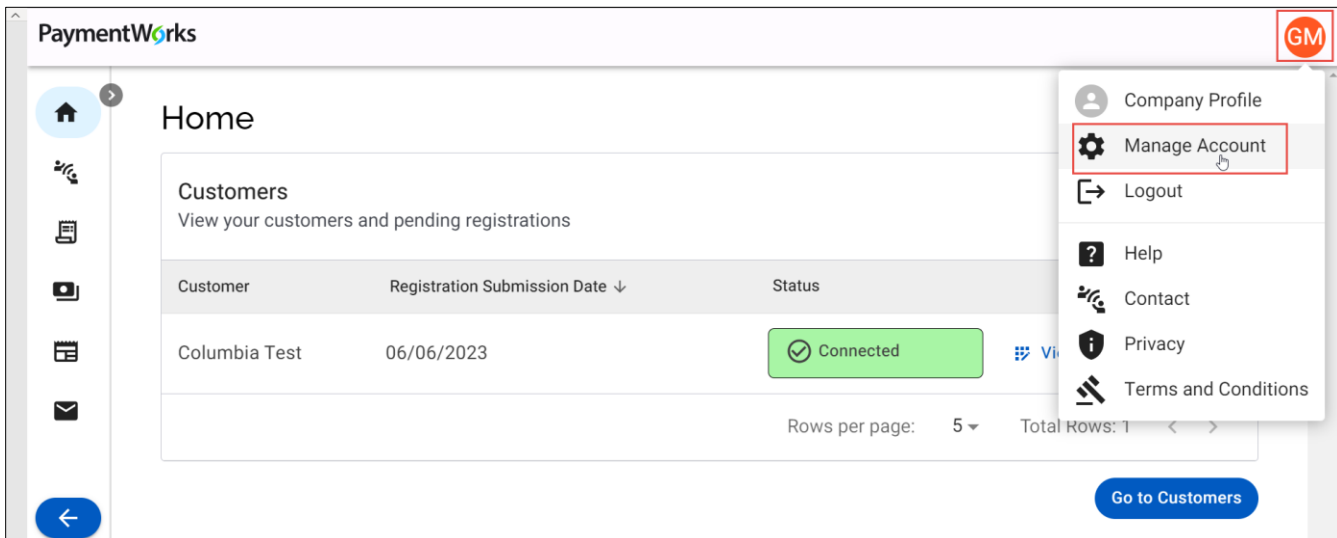 PaymentWorks
GM
Company Profile
Manage Account
Logout
Help
Contact
Privacy
Terms and Conditions
Home
Customers
View your customers and pending registrations
Customer Registration Submission Date Status
Columbia Test 06/06/2023 Connected
Rows per page: 5 Total Rows: 1
Go to Customers